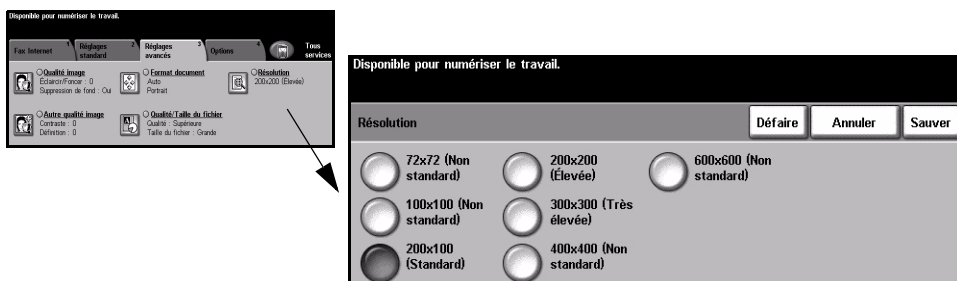 Disponible pour numériser le travail.
Fax Internet 1
Réglages standard 2
Réglages avancés 3
Options 4
Tous services
Qualité image
Éclaircir/Foncer : 0
Suppression de fond : Oui
Format document
Auto
Portrait
Résolution
200x200 (Élevée)
Autre qualité image
Contraste : 0
Définition : 0
Qualité/Taille du fichier
Qualité : Supérieure
Taille du fichier : Grande
Disponible pour numériser le travail.
Résolution
Défaire
Annuler
Sauver
72x72 (Non
standard)
200x200
(Élevée)
600x600 (Non
standard)
100x100 (Non
standard)
300x300 (Très
élevée)
200x100
(Standard)
400x400 (Non
standard)